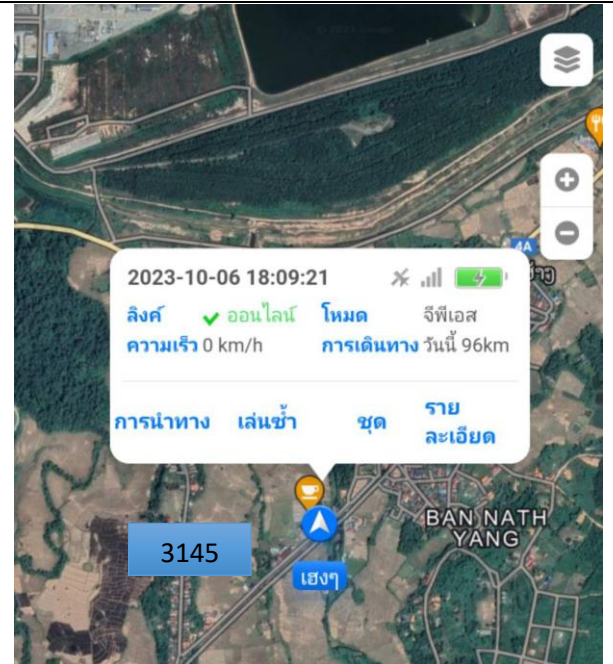 4A
2023-10-06 18:09:21
ลิงค์ ออนไลน์ โหมด จีพีเอส
ความเร็ว 0 km/h การเดินทาง วันนี้ 96km
การนำทาง เล่นซ้ำ ชุด ราย
ละเอียด
BAN NATH
YANG
3145
เฮงๆ